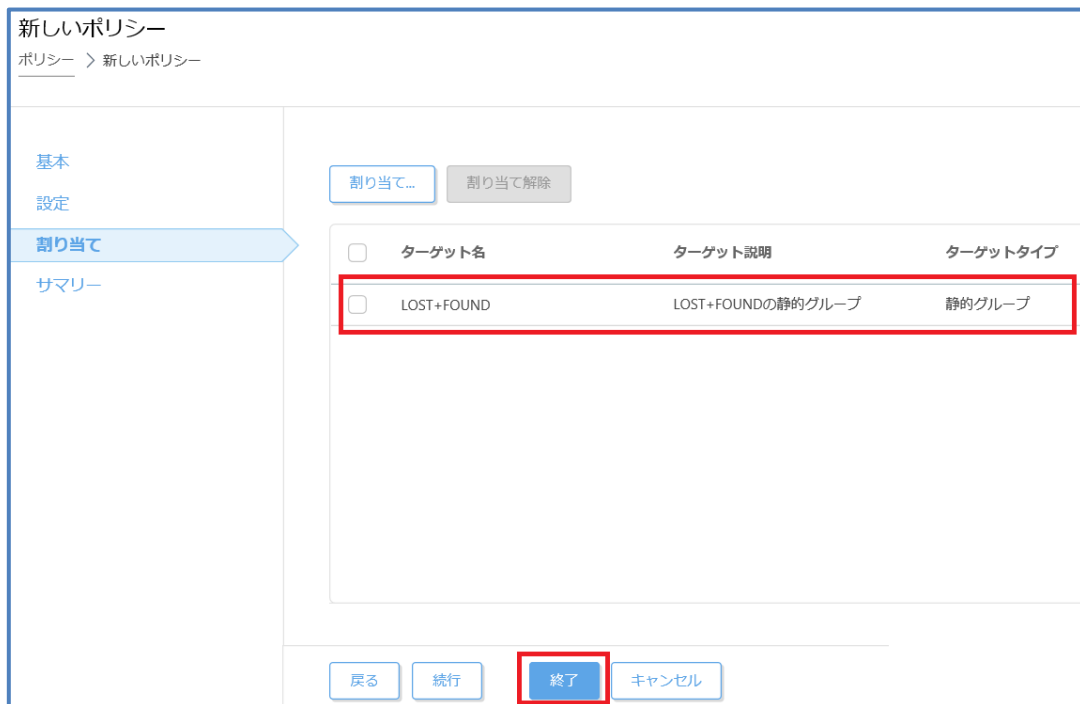 新しいポリシー
ポリシー > 新しいポリシー
基本
設定
割り当て
サマリー
割り当て... 割り当て解除
ターゲット名 ターゲット説明 ターゲットタイプ
LOST+FOUND LOST+FOUNDの静的グループ 静的グループ
戻る 続行 終了 キャンセル